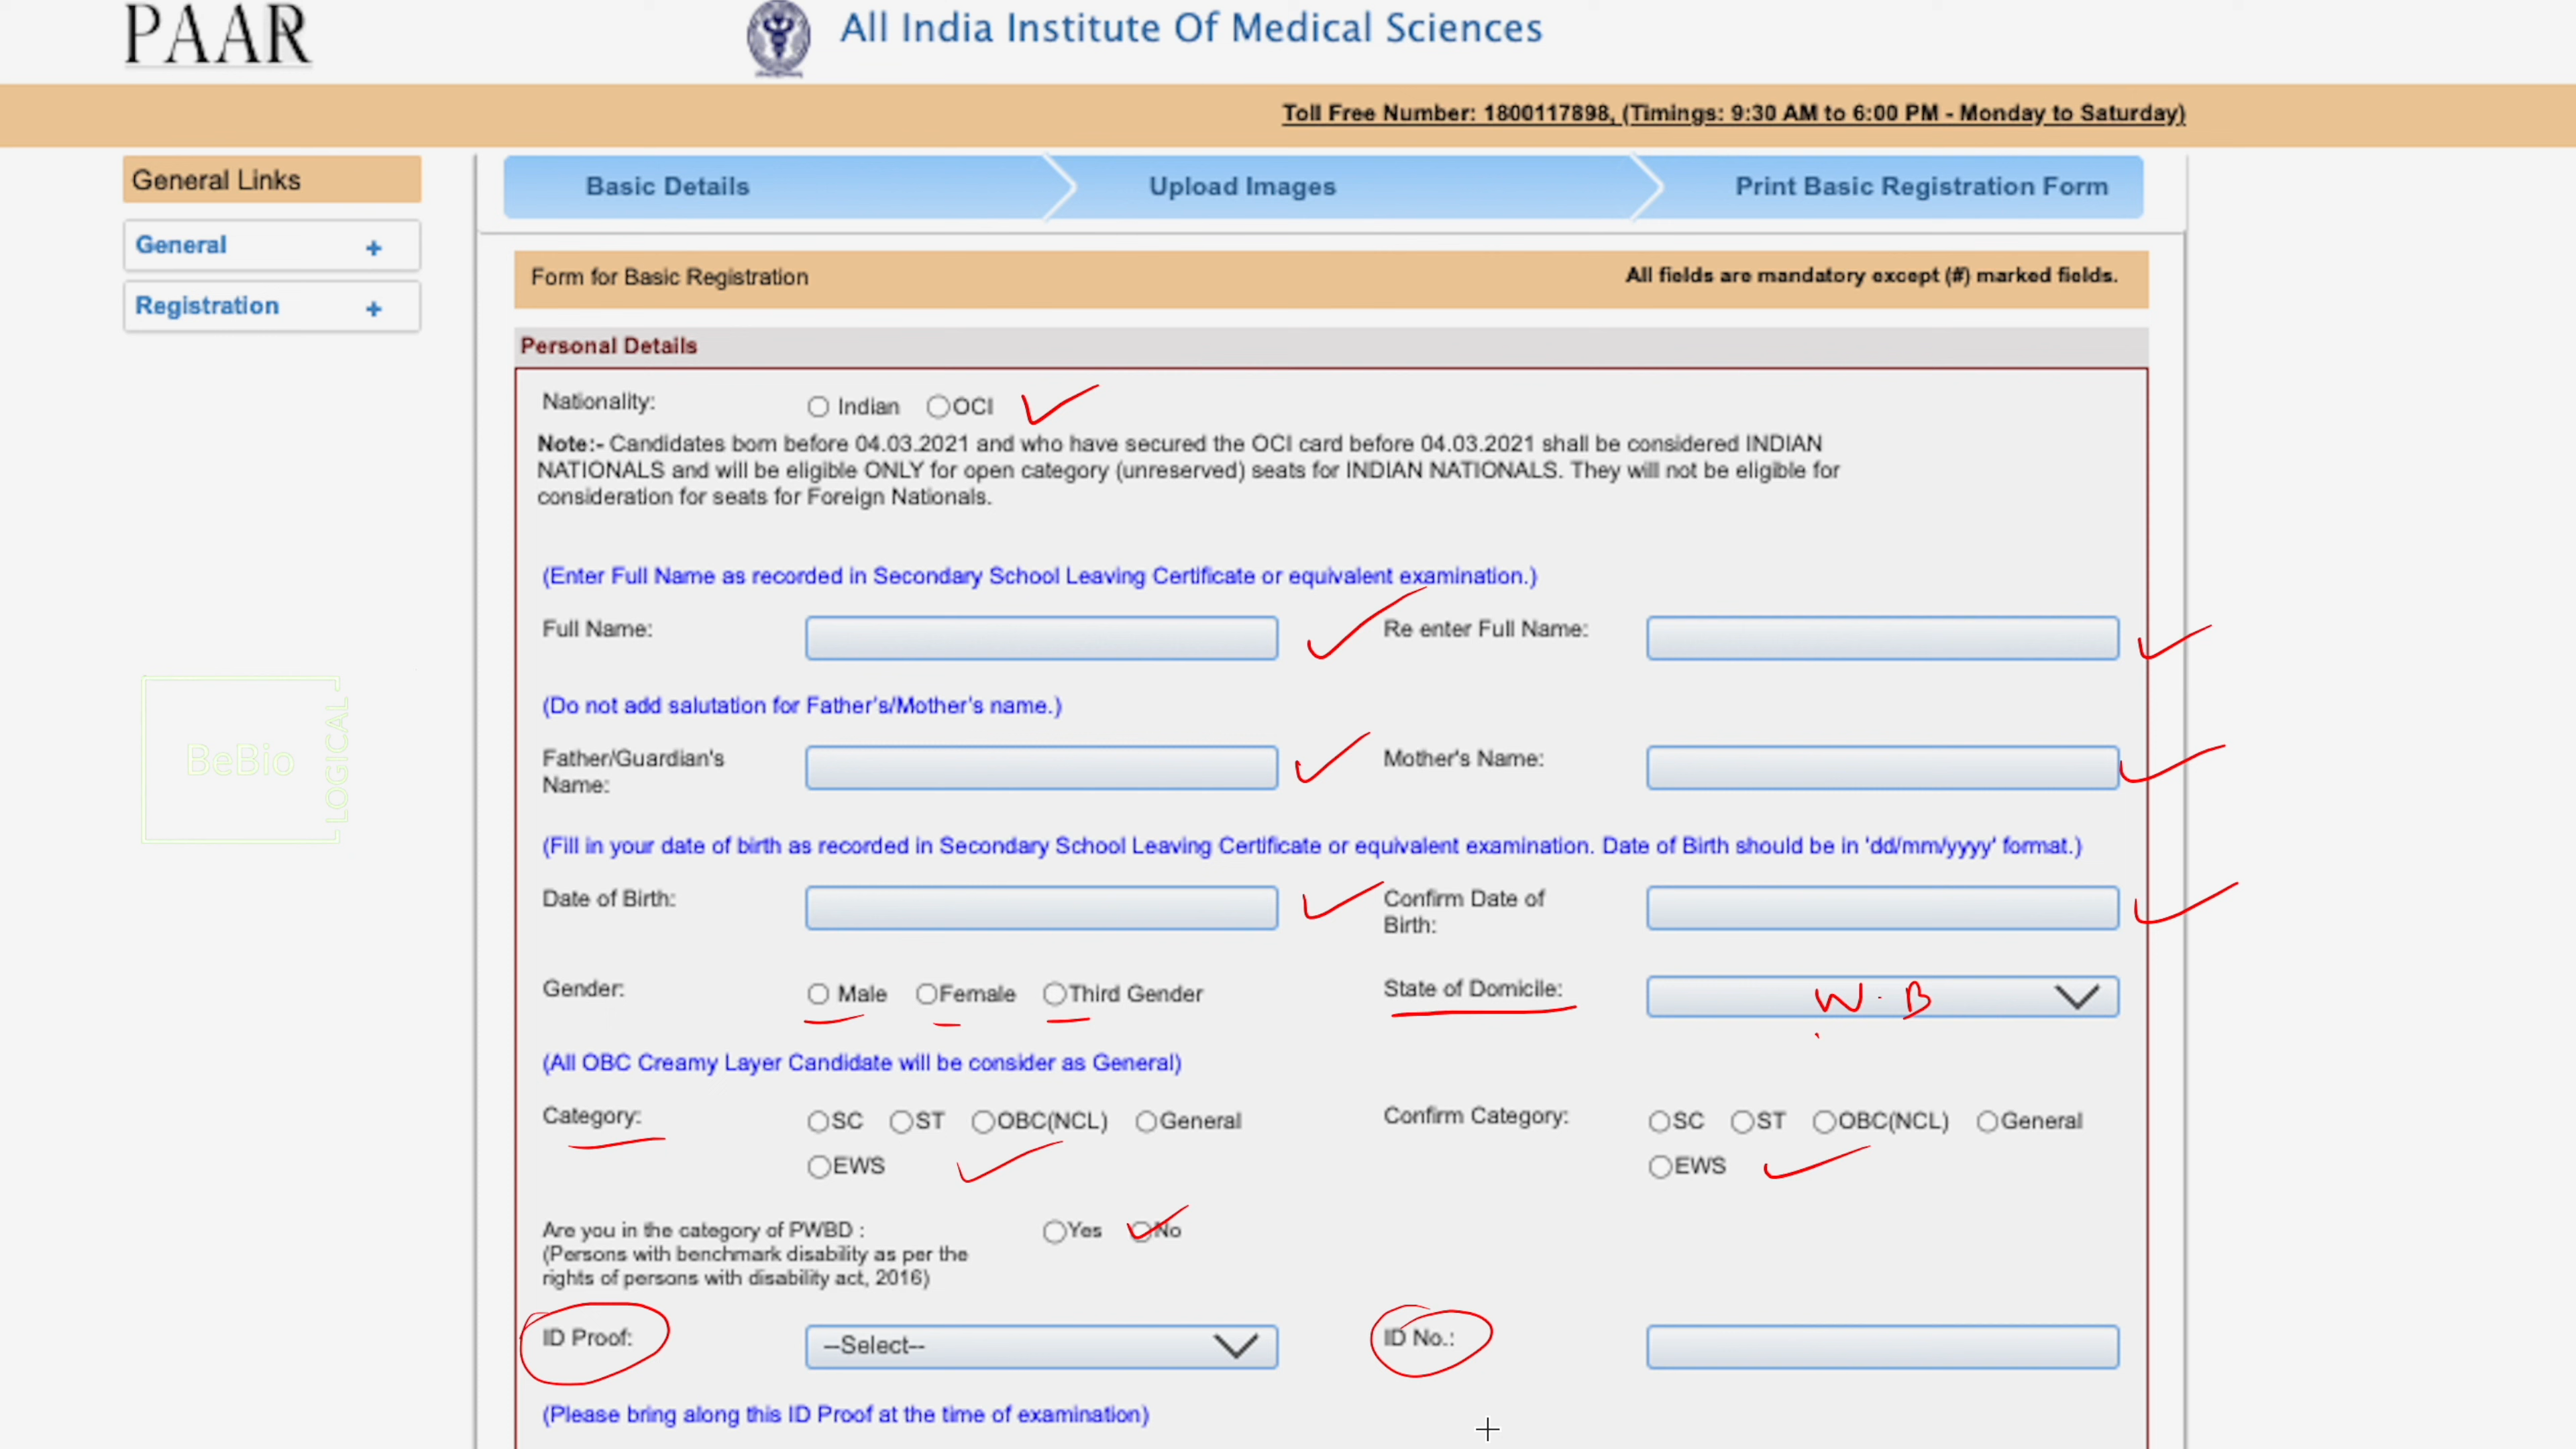 PAAR
All India Institute Of Medical Sciences
Toll Free Number: 1800117898, (Timings: 9:30 AM to 6:00 PM - Monday to Saturday)
General Links
General +
Registration +
Basic Details
Upload Images
Print Basic Registration Form
Form for Basic Registration
All fields are mandatory except (#) marked fields.
Personal Details
Nationality: Indian OCI
Note:- Candidates born before 04.03.2021 and who have secured the OCI card before 04.03.2021 shall be considered INDIAN
NATIONALS and will be eligible ONLY for open category (unreserved) seats for INDIAN NATIONALS. They will not be eligible for
consideration for seats for Foreign Nationals.
(Enter Full Name as recorded in Secondary School Leaving Certificate or equivalent examination.)
Full Name:
Re enter Full Name:
(Do not add salutation for Father's/Mother's name.)
Father/Guardian's
Name:
Mother's Name:
(Fill in your date of birth as recorded in Secondary School Leaving Certificate or equivalent examination. Date of Birth should be in 'dd/mm/yyyy' format.)
Date of Birth:
Confirm Date of
Birth:
Gender: Male Female Third Gender
State of Domicile: W. B
(All OBC Creamy Layer Candidate will be consider as General)
Category: SC ST OBC(NCL) General
EWS
Confirm Category: SC ST OBC(NCL) General
EWS
Are you in the category of PWBD : Yes No
(Persons with benchmark disability as per the
rights of persons with disability act, 2016)
ID Proof: --Select--
ID No.:
(Please bring along this ID Proof at the time of examination)
BeBio
LOGICAL